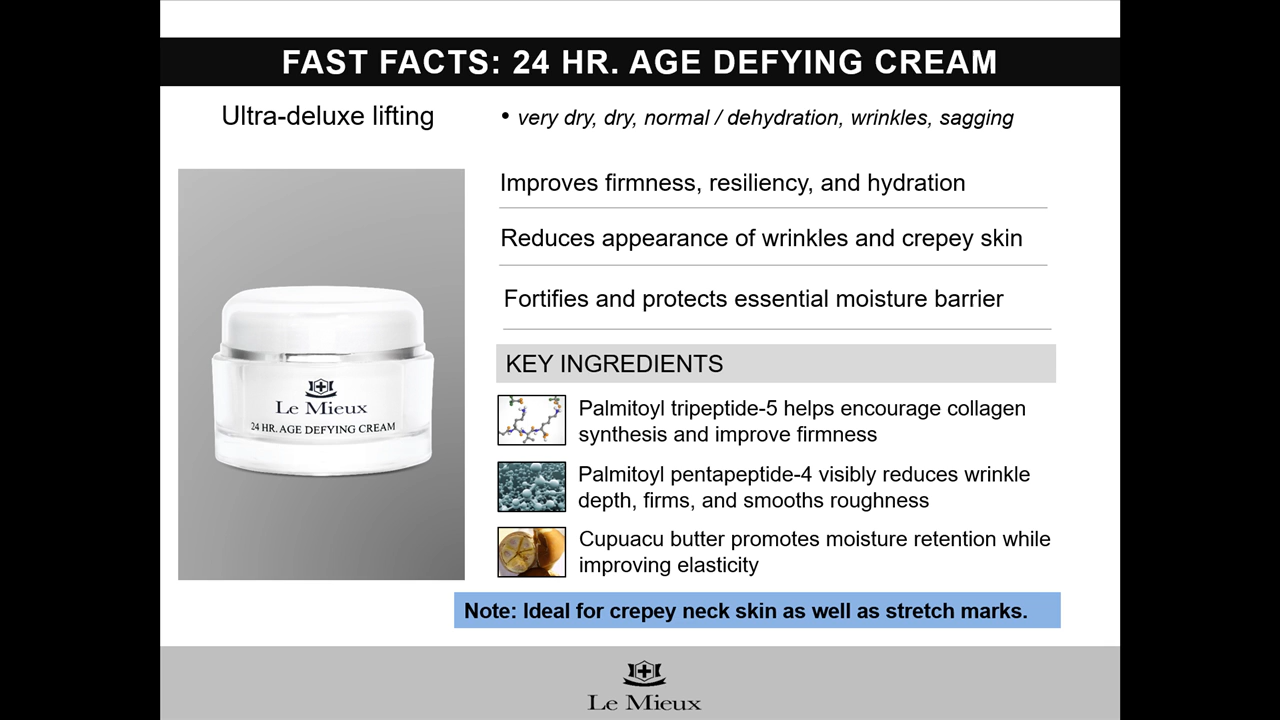 FAST FACTS: 24 HR. AGE DEFYING CREAM
Ultra-deluxe lifting
• very dry, dry, normal / dehydration, wrinkles, sagging
Improves firmness, resiliency, and hydration
Reduces appearance of wrinkles and crepey skin
Fortifies and protects essential moisture barrier
Le Mieux
24 HR. AGE DEFYING CREAM
KEY INGREDIENTS
Palmitoyl tripeptide-5 helps encourage collagen
synthesis and improve firmness
Palmitoyl pentapeptide-4 visibly reduces wrinkle
depth, firms, and smooths roughness
Cupuacu butter promotes moisture retention while
improving elasticity
Note: Ideal for crepey neck skin as well as stretch marks.
Le Mieux